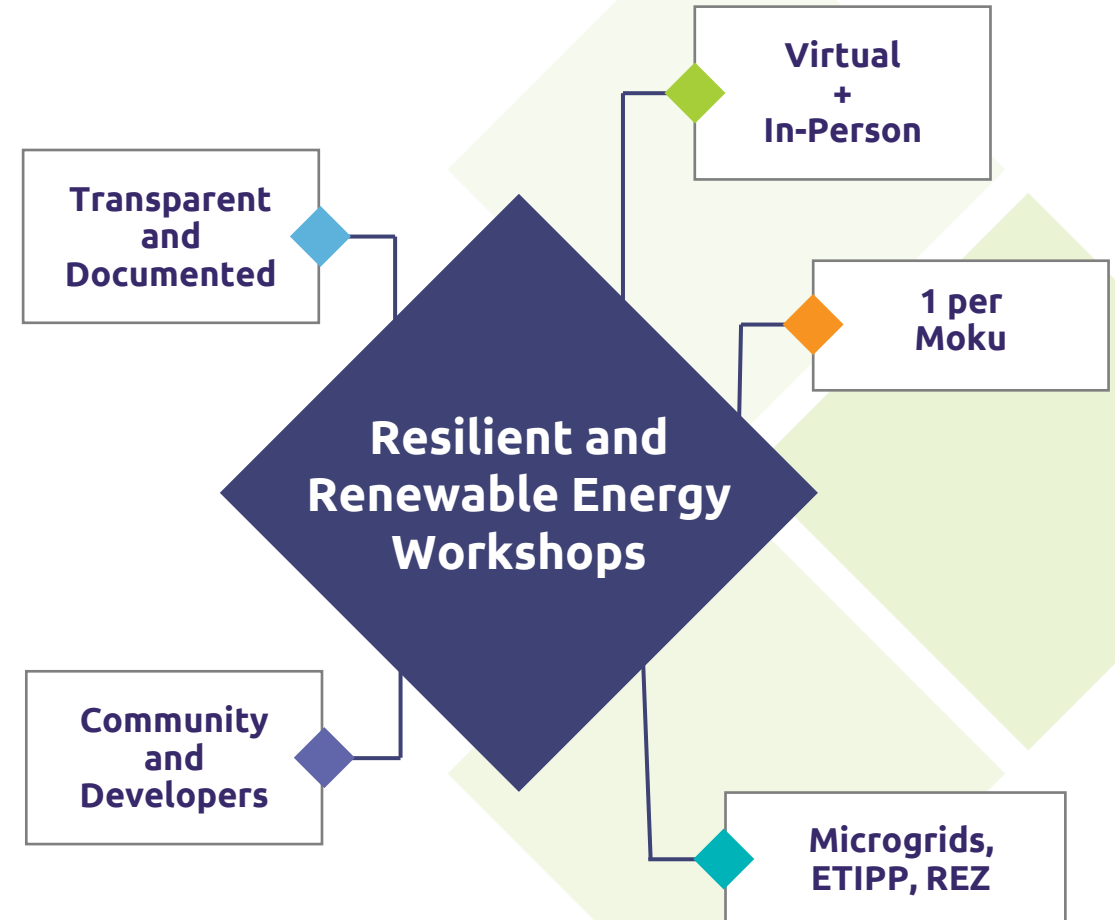 Virtual
+
In-Person
Transparent
and
Documented
1 per
Moku
Resilient and
Renewable Energy
Workshops
Community
and
Developers
Microgrids,
ETIPP, REZ